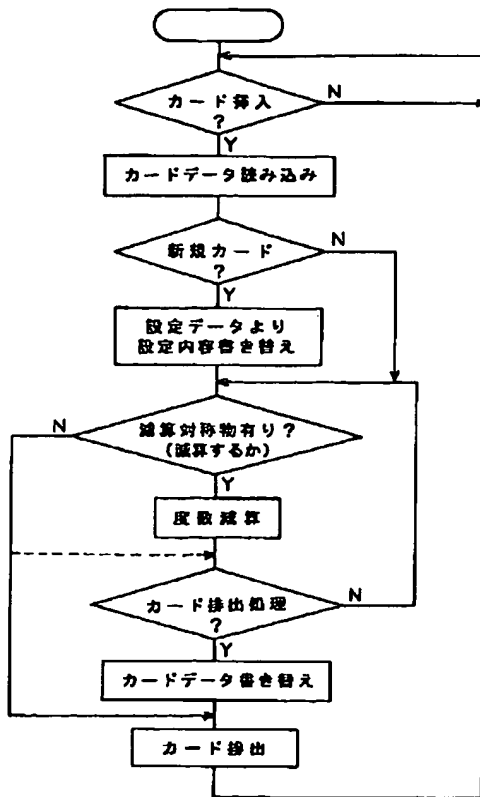 カード挿入
?
N
Y
カードデータ読み込み
新規カード
?
N
Y
設定データより
設定内容書き替え
減算対称物有り?
(減算するか)
N
Y
度数減算
カード排出処理
?
N
Y
カードデータ書き替え
カード排出